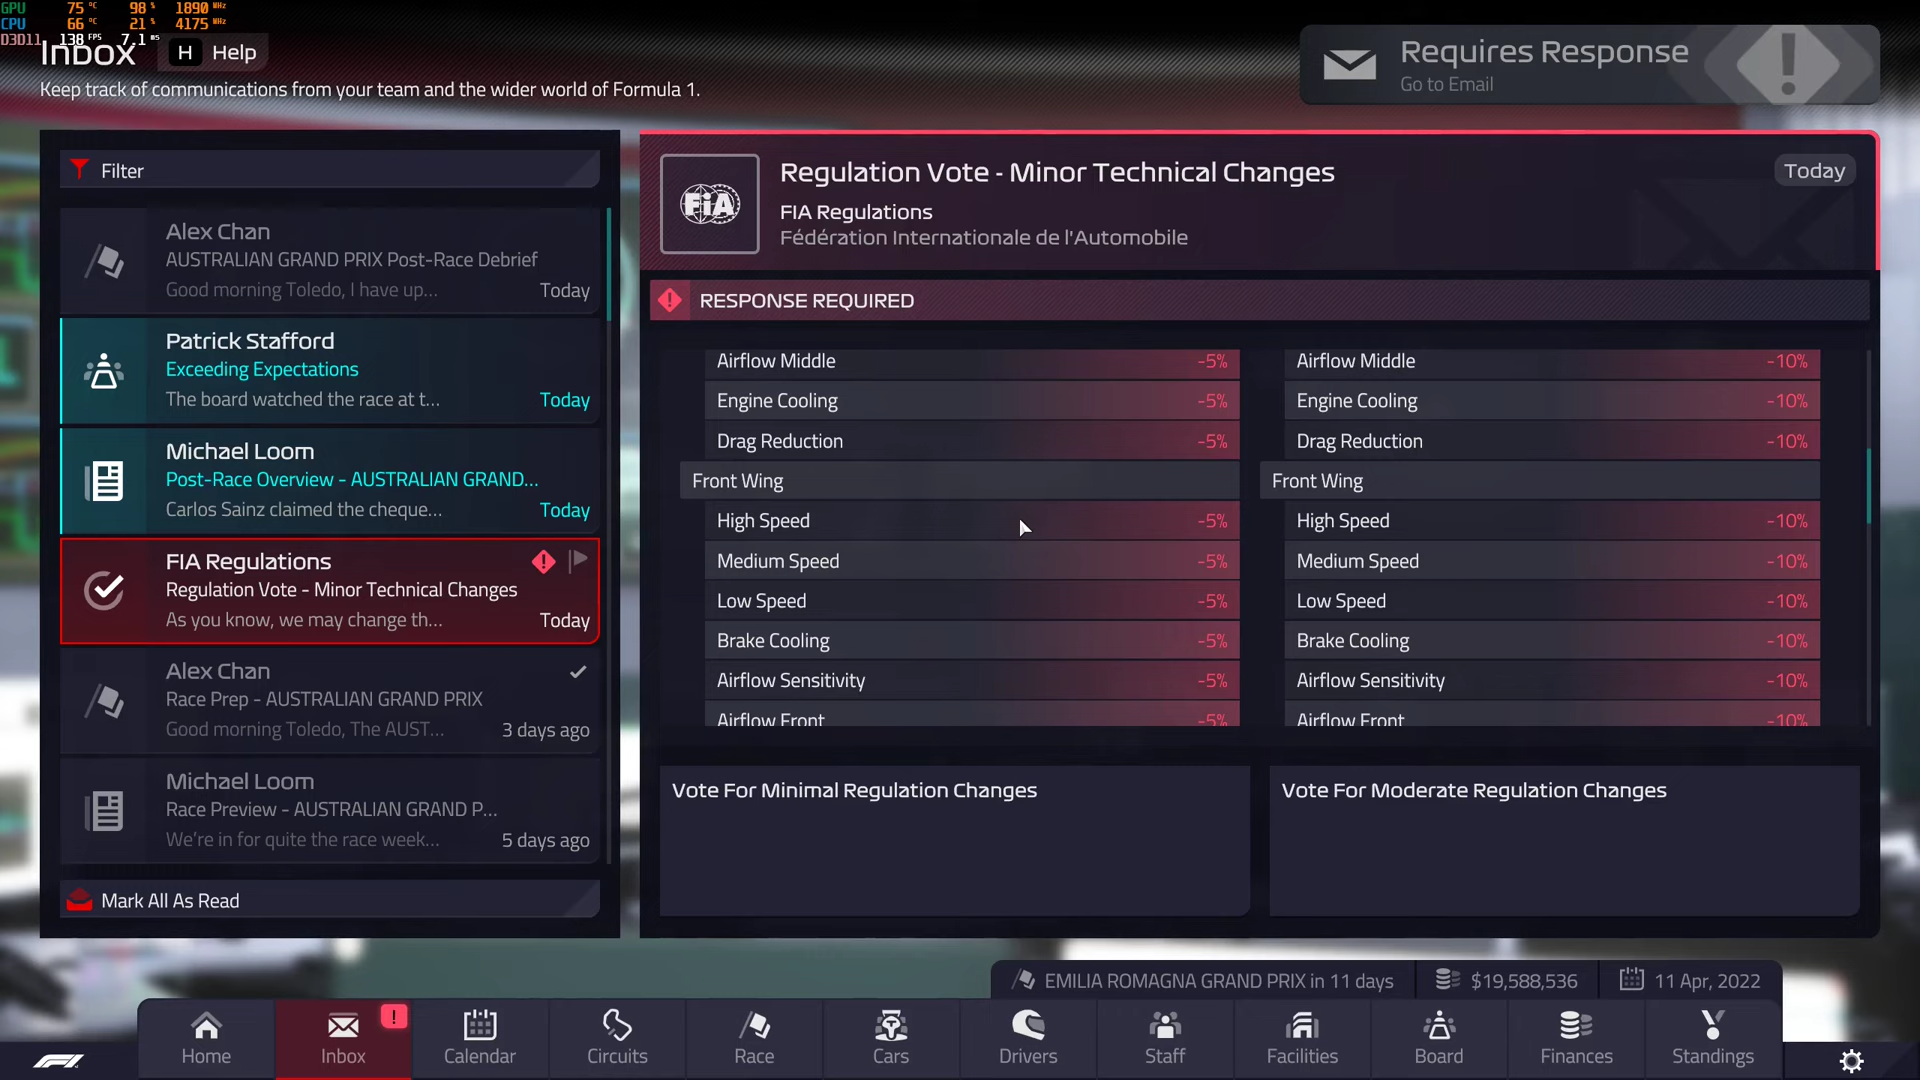 GPU 75 °C 98 % 1890 MHz
CPU 66 °C 21 % 4175 MHz
D3D11 138 FPS 7.1 ms
Inbox H Help
Keep track of communications from your team and the wider world of Formula 1.
Requires Response
Go to Email
Filter
Alex Chan
AUSTRALIAN GRAND PRIX Post-Race Debrief
Good morning Toledo, I have up... Today
Patrick Stafford
Exceeding Expectations
The board watched the race at t... Today
Michael Loom
Post-Race Overview - AUSTRALIAN GRAND...
Carlos Sainz claimed the cheque... Today
FIA Regulations
Regulation Vote - Minor Technical Changes
As you know, we may change th... Today
Alex Chan
Race Prep - AUSTRALIAN GRAND PRIX
Good morning Toledo, The AUST... 3 days ago
Michael Loom
Race Preview - AUSTRALIAN GRAND P...
We're in for quite the race week... 5 days ago
Mark All As Read
FiA
Regulation Vote - Minor Technical Changes
Today
FIA Regulations
Fédération Internationale de l'Automobile
RESPONSE REQUIRED
Airflow Middle -5% Airflow Middle -10%
Engine Cooling -5% Engine Cooling -10%
Drag Reduction -5% Drag Reduction -10%
Front Wing Front Wing
High Speed -5% High Speed -10%
Medium Speed -5% Medium Speed -10%
Low Speed -5% Low Speed -10%
Brake Cooling -5% Brake Cooling -10%
Airflow Sensitivity -5% Airflow Sensitivity -10%
Airflow Front -5% Airflow Front -10%
Vote For Minimal Regulation Changes
Vote For Moderate Regulation Changes
EMILIA ROMAGNA GRAND PRIX in 11 days $19,588,536 11 Apr, 2022
Home Inbox Calendar Circuits Race Cars Drivers Staff Facilities Board Finances Standings